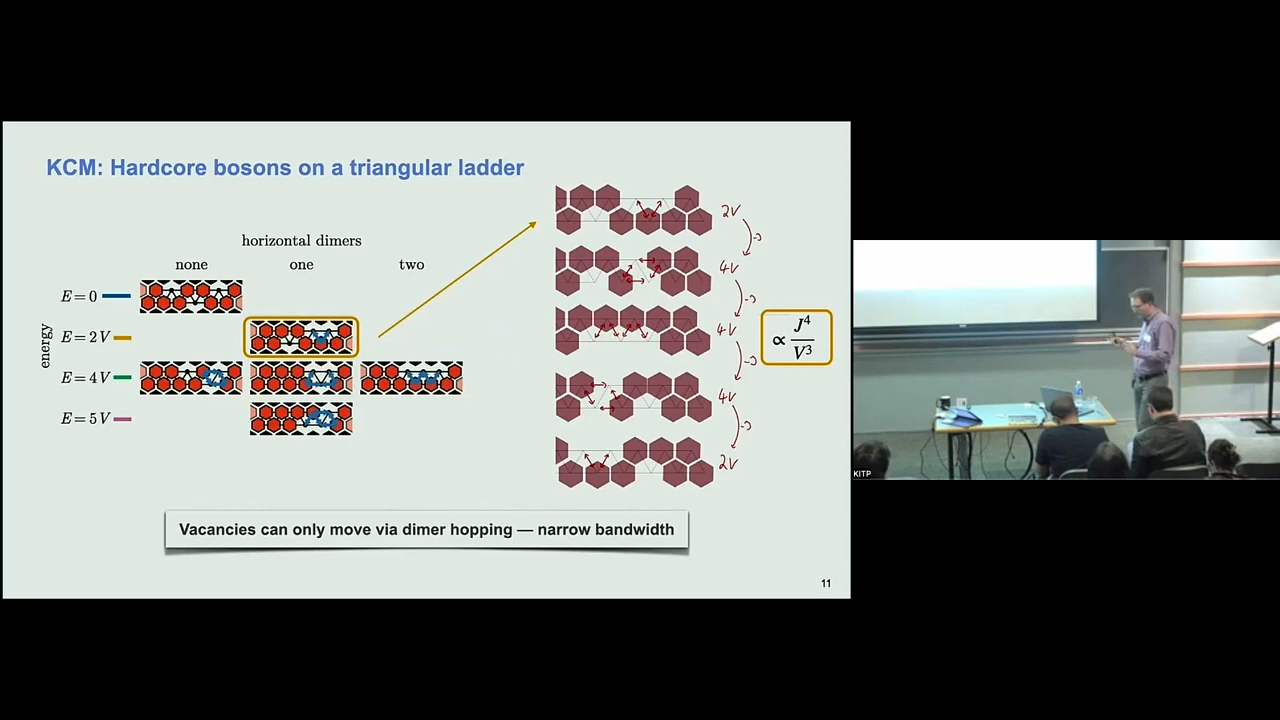 KCM: Hardcore bosons on a triangular ladder
horizontal dimers
none one two
energy
E = 0
E = 2V
E = 4V
E = 5V
2V
-J
4V
-J
4V
-J
4V
-J
2V
∝ J⁴/V³
Vacancies can only move via dimer hopping — narrow bandwidth
11
KITP